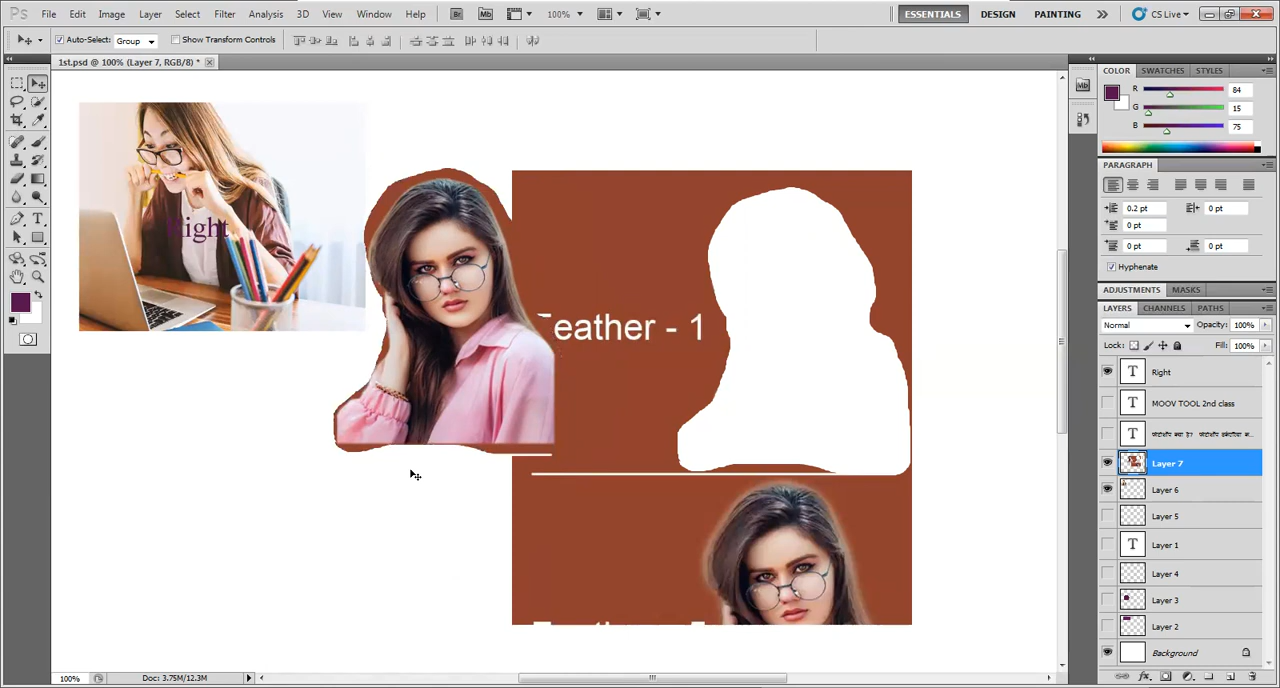 Ps File Edit Image Layer Select Filter Analysis 3D View Window Help Br Mb 100% ESSENTIALS DESIGN PAINTING CS Live
Auto-Select: Group Show Transform Controls
1st.psd @ 100% (Layer 7, RGB/8) *
Right
eather - 1
COLOR SWATCHES STYLES
R 84
G 15
B 75
PARAGRAPH
0.2 pt 0 pt
0 pt
0 pt 0 pt
Hyphenate
ADJUSTMENTS MASKS
LAYERS CHANNELS PATHS
Normal Opacity: 100%
Lock: Fill: 100%
Right
MOOV TOOL 2nd class
Layer 7
Layer 6
Layer 5
Layer 1
Layer 4
Layer 3
Layer 2
Background
100% Doc: 3.75M/12.3M